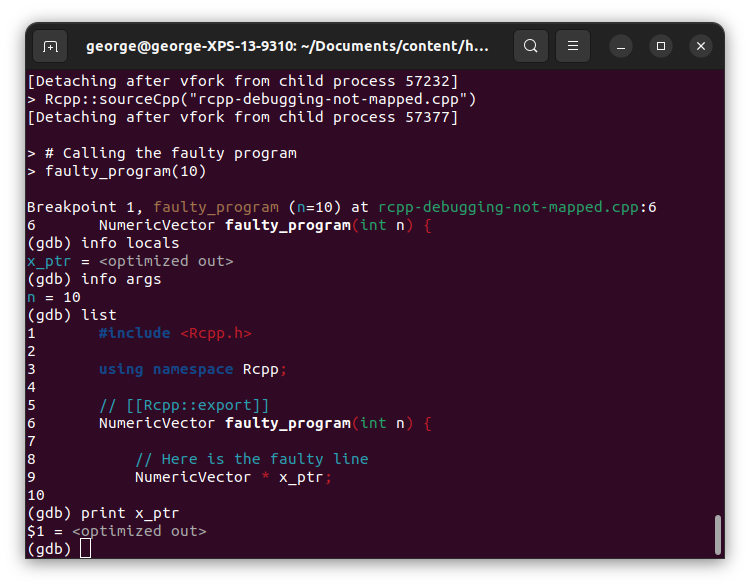 george@george-XPS-13-9310: ~/Documents/content/h...
[Detaching after vfork from child process 57232]
> Rcpp::sourceCpp("rcpp-debugging-not-mapped.cpp")
[Detaching after vfork from child process 57377]
> # Calling the faulty program
> faulty_program(10)
Breakpoint 1, faulty_program (n=10) at rcpp-debugging-not-mapped.cpp:6
6       NumericVector faulty_program(int n) {
(gdb) info locals
x_ptr = <optimized out>
(gdb) info args
n = 10
(gdb) list
1       #include <Rcpp.h>
2
3       using namespace Rcpp;
4
5       // [[Rcpp::export]]
6       NumericVector faulty_program(int n) {
7
8           // Here is the faulty line
9           NumericVector * x_ptr;
10
(gdb) print x_ptr
$1 = <optimized out>
(gdb)